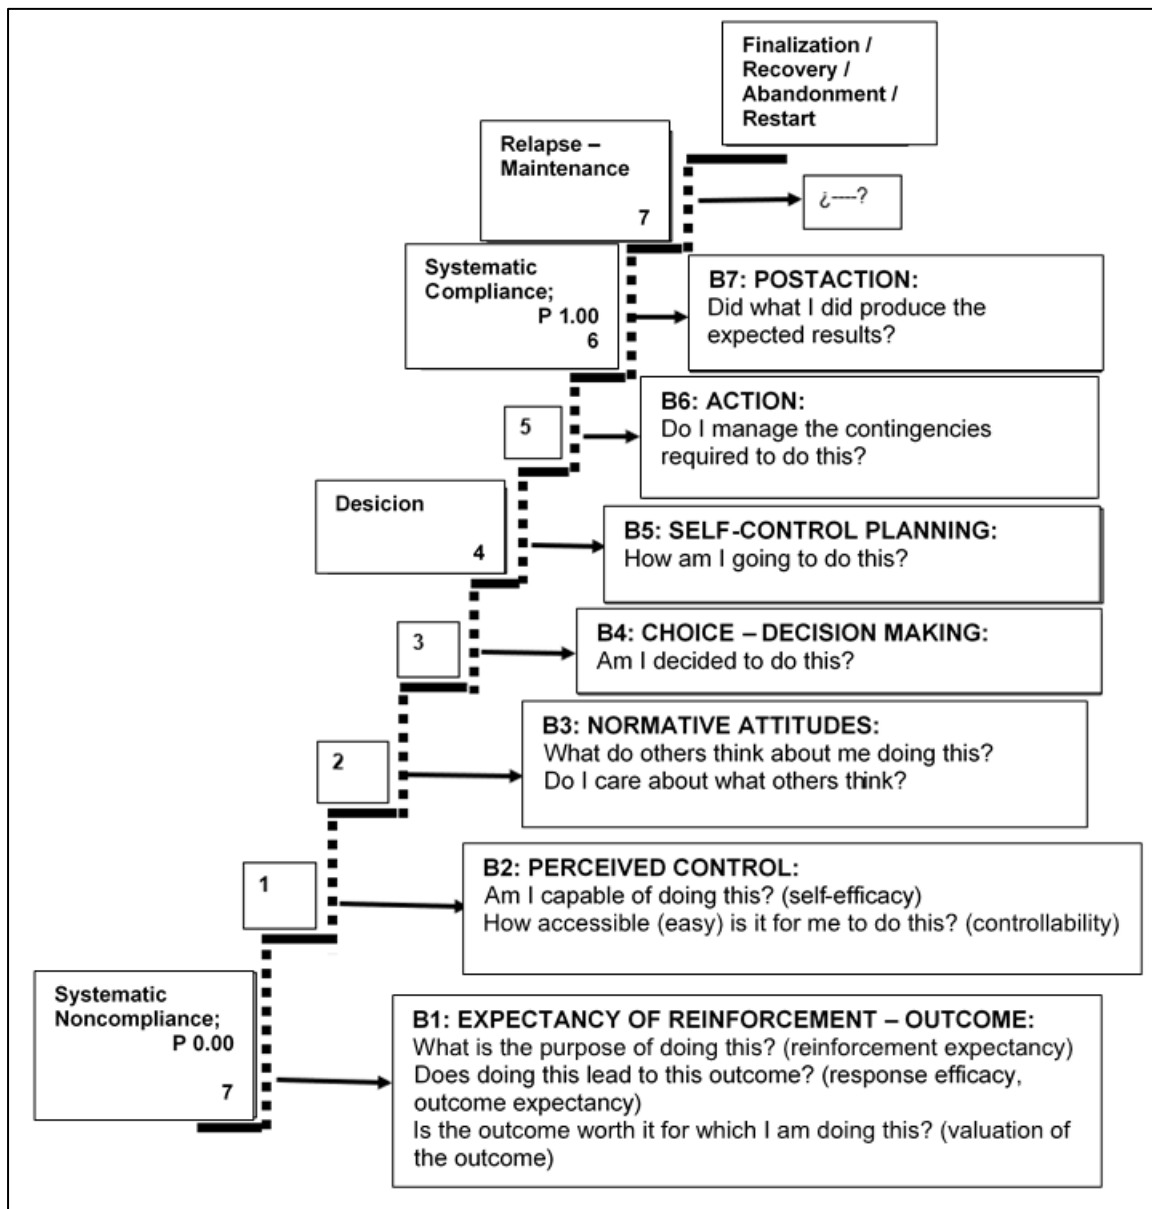 Finalization /
Recovery /
Abandonment /
Restart
Relapse –
Maintenance
7
¿----?
Systematic
Compliance;
P 1.00
6
B7: POSTACTION:
Did what I did produce the
expected results?
5
B6: ACTION:
Do I manage the contingencies
required to do this?
Desicion
4
B5: SELF-CONTROL PLANNING:
How am I going to do this?
3
B4: CHOICE – DECISION MAKING:
Am I decided to do this?
2
B3: NORMATIVE ATTITUDES:
What do others think about me doing this?
Do I care about what others think?
1
B2: PERCEIVED CONTROL:
Am I capable of doing this? (self-efficacy)
How accessible (easy) is it for me to do this? (controllability)
Systematic
Noncompliance;
P 0.00
7
B1: EXPECTANCY OF REINFORCEMENT – OUTCOME:
What is the purpose of doing this? (reinforcement expectancy)
Does doing this lead to this outcome? (response efficacy,
outcome expectancy)
Is the outcome worth it for which I am doing this? (valuation of
the outcome)